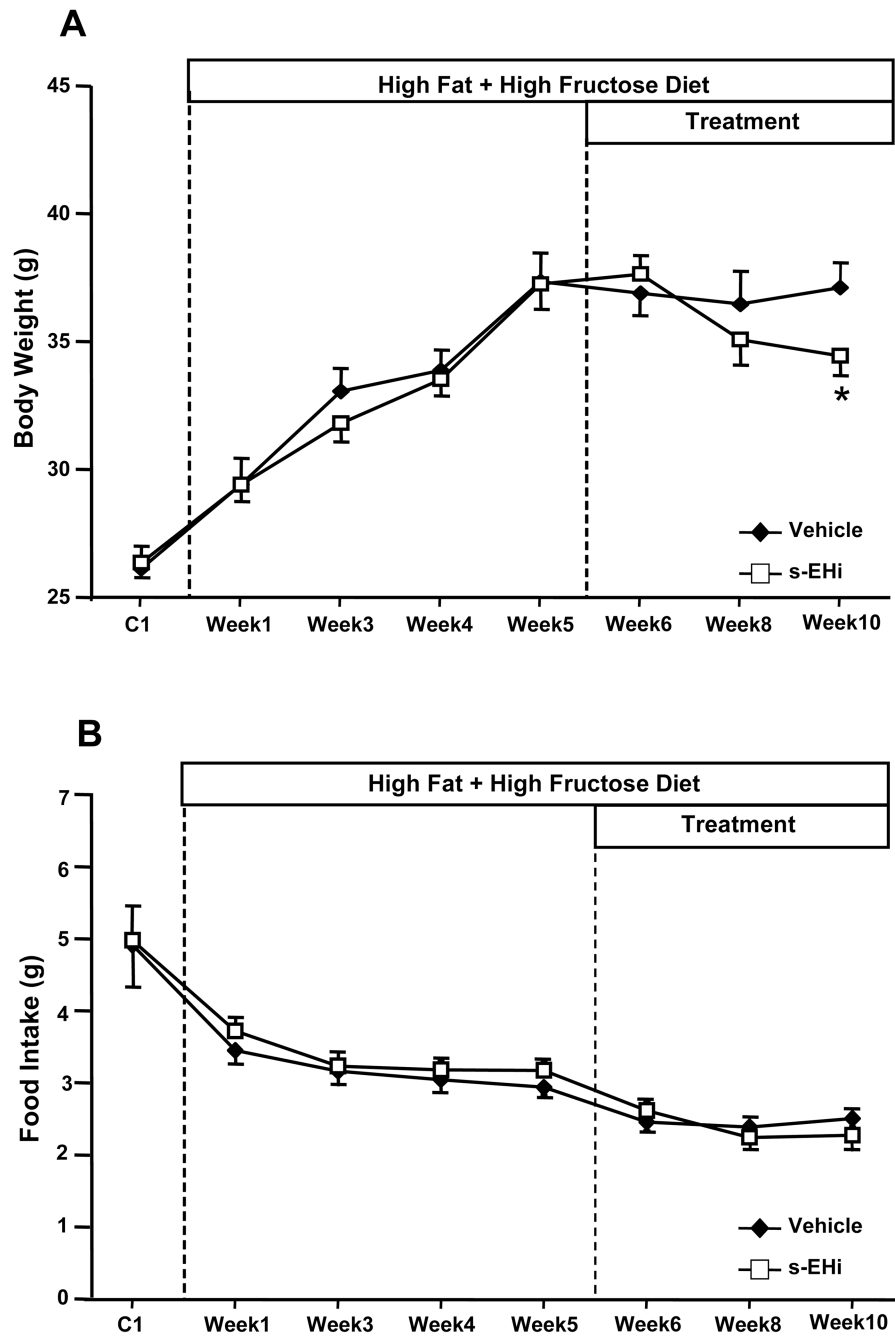 A
High Fat + High Fructose Diet
Treatment
45
40
35
30
25
Body Weight (g)
*
Vehicle
s-EHi
C1 Week1 Week3 Week4 Week5 Week6 Week8 Week10
B
High Fat + High Fructose Diet
Treatment
7
6
5
4
3
2
1
0
Food Intake (g)
Vehicle
s-EHi
C1 Week1 Week3 Week4 Week5 Week6 Week8 Week10